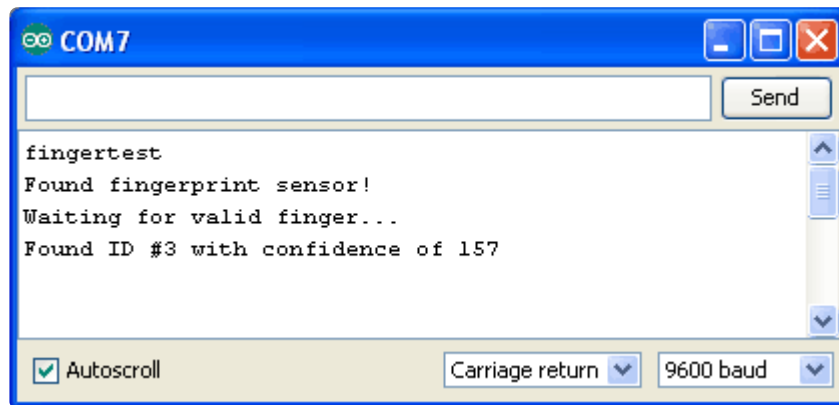 COM7
Send
fingertest
Found fingerprint sensor!
Waiting for valid finger...
Found ID #3 with confidence of 157
Autoscroll
Carriage return
9600 baud